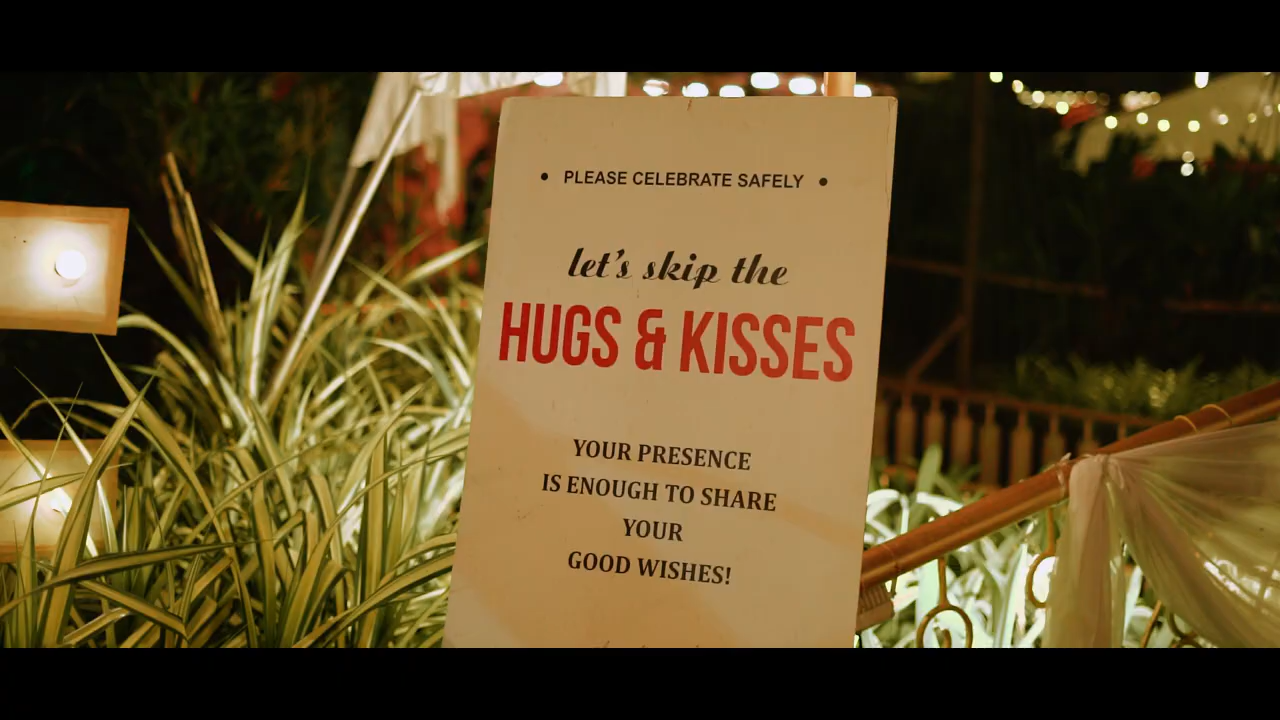 • PLEASE CELEBRATE SAFELY •
let's skip the
HUGS & KISSES
YOUR PRESENCE
IS ENOUGH TO SHARE
YOUR
GOOD WISHES!